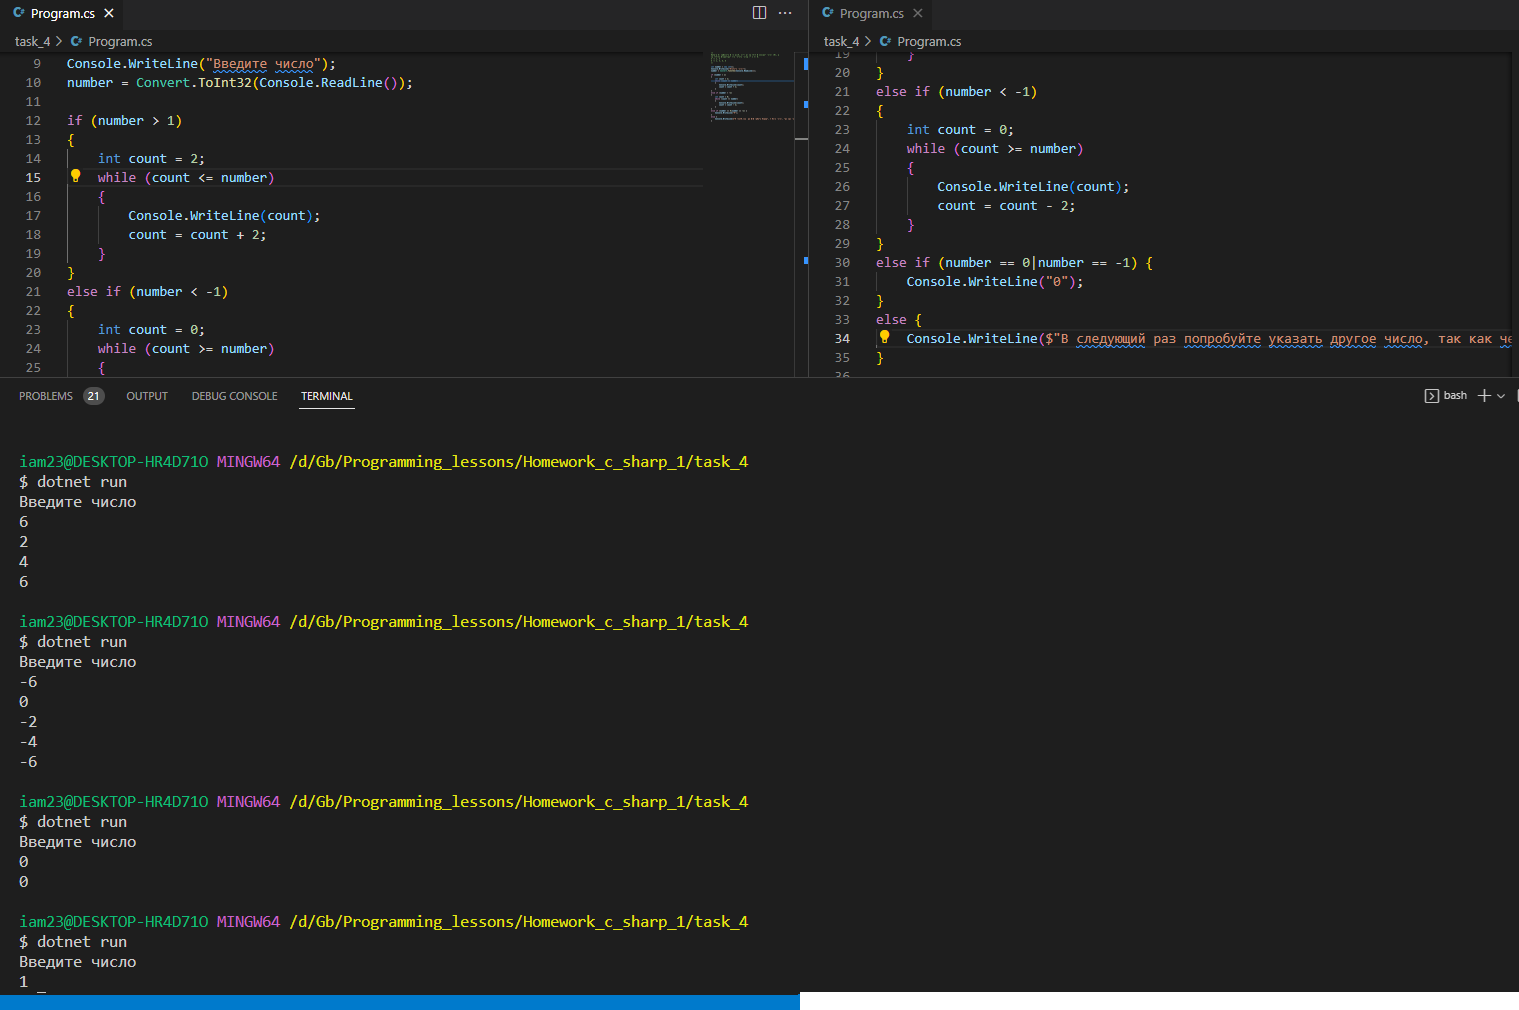 Program.cs
task_4 > Program.cs
9 Console.WriteLine("Введите число");
10 number = Convert.ToInt32(Console.ReadLine());
11
12 if (number > 1)
13 {
14 int count = 2;
15 while (count <= number)
16 {
17 Console.WriteLine(count);
18 count = count + 2;
19 }
20 }
21 else if (number < -1)
22 {
23 int count = 0;
24 while (count >= number)
25 {
Program.cs
task_4 > Program.cs
19 }
20 }
21 else if (number < -1)
22 {
23 int count = 0;
24 while (count >= number)
25 {
26 Console.WriteLine(count);
27 count = count - 2;
28 }
29 }
30 else if (number == 0|number == -1) {
31 Console.WriteLine("0");
32 }
33 else {
34 Console.WriteLine($"В следующий раз попробуйте указать другое число, так как че
35 }
36
PROBLEMS 21 OUTPUT DEBUG CONSOLE TERMINAL
bash
iam23@DESKTOP-HR4D71O MINGW64 /d/Gb/Programming_lessons/Homework_c_sharp_1/task_4
$ dotnet run
Введите число
6
2
4
6
iam23@DESKTOP-HR4D71O MINGW64 /d/Gb/Programming_lessons/Homework_c_sharp_1/task_4
$ dotnet run
Введите число
-6
0
-2
-4
-6
iam23@DESKTOP-HR4D71O MINGW64 /d/Gb/Programming_lessons/Homework_c_sharp_1/task_4
$ dotnet run
Введите число
0
0
iam23@DESKTOP-HR4D71O MINGW64 /d/Gb/Programming_lessons/Homework_c_sharp_1/task_4
$ dotnet run
Введите число
1 _